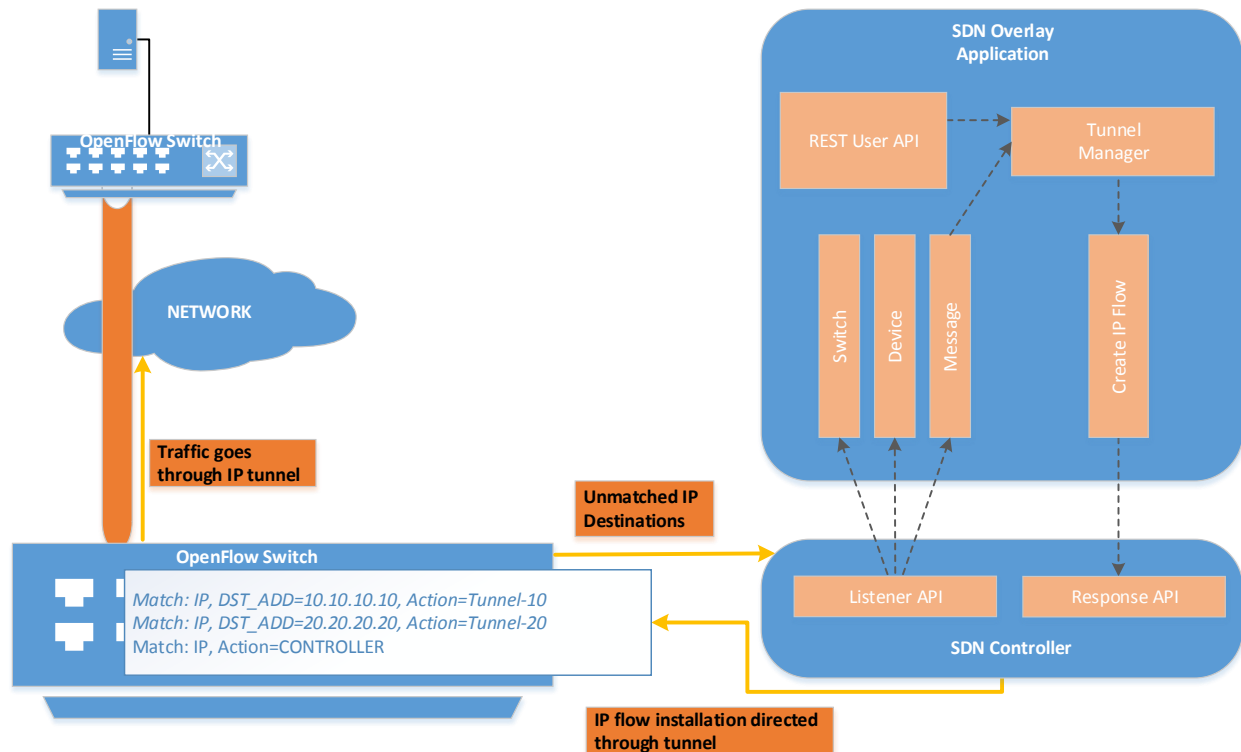 SDN Overlay
Application
OpenFlow Switch
REST User API
Tunnel
Manager
NETWORK
Switch
Device
Message
Create IP Flow
Traffic goes
through IP tunnel
Unmatched IP
Destinations
OpenFlow Switch
Match: IP, DST_ADD=10.10.10.10, Action=Tunnel-10
Match: IP, DST_ADD=20.20.20.20, Action=Tunnel-20
Match: IP, Action=CONTROLLER
Listener API
Response API
SDN Controller
IP flow installation directed
through tunnel